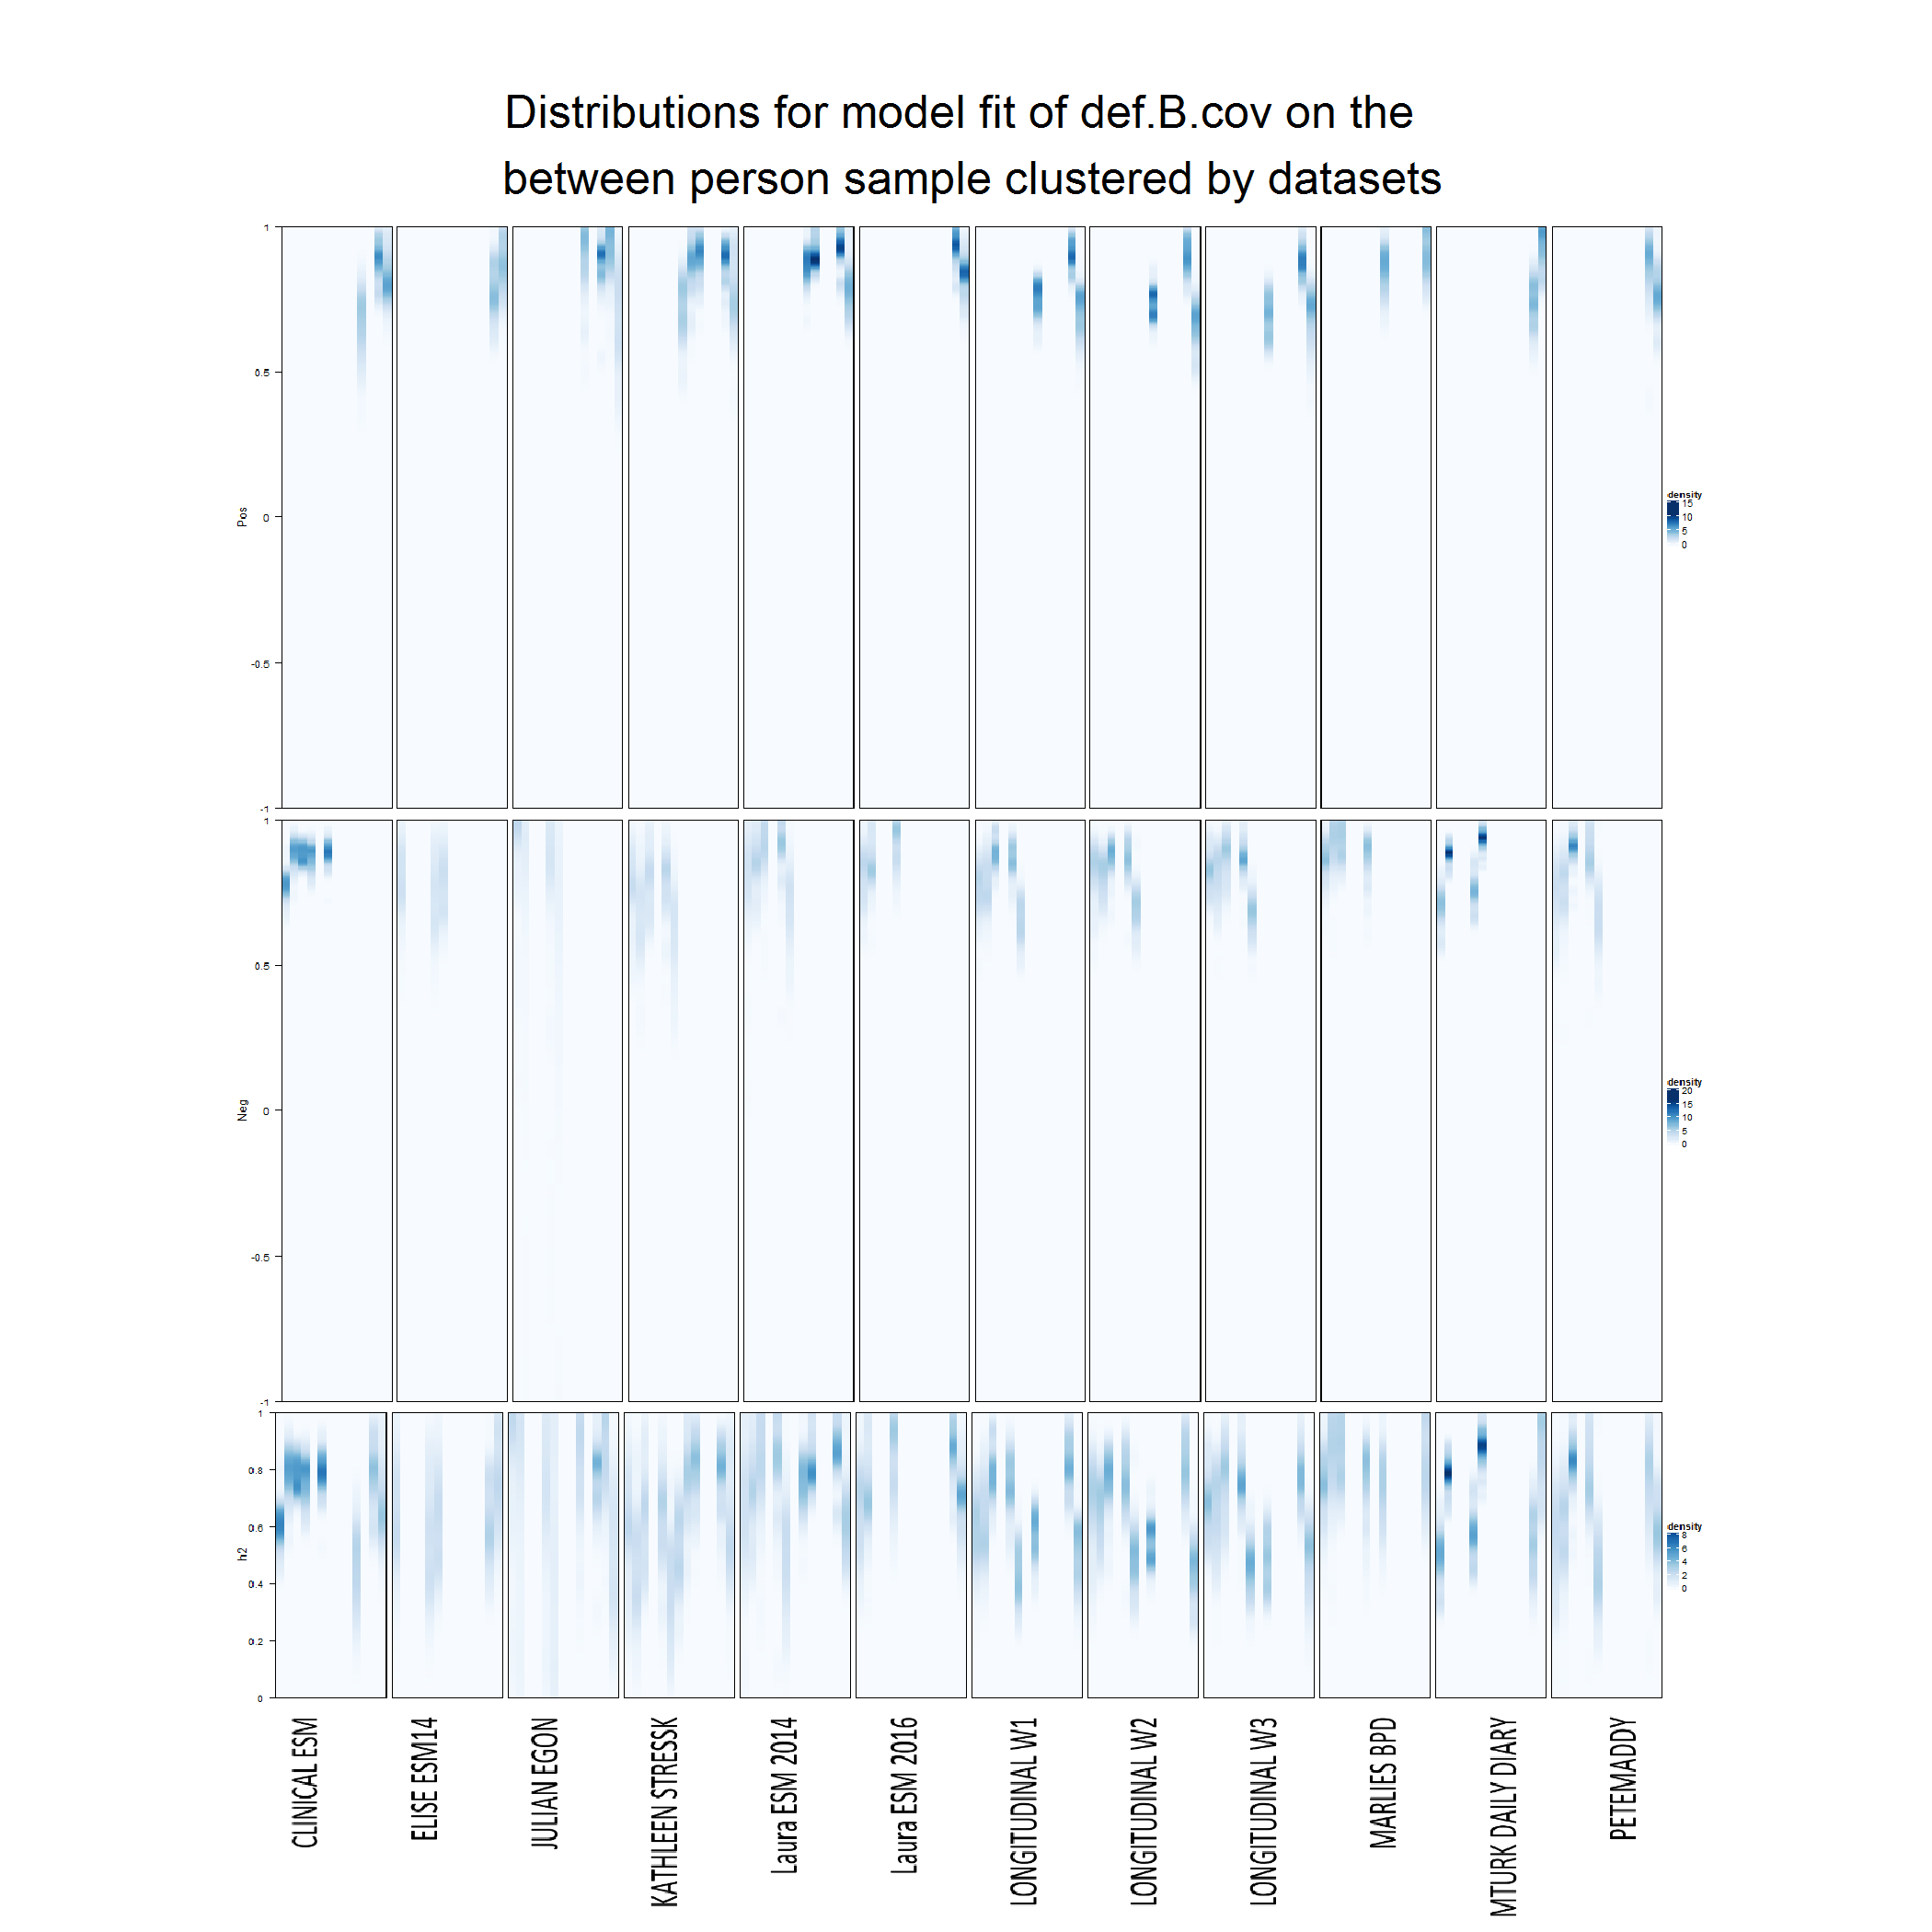 Distributions for model fit of def.B.cov on the
between person sample clustered by datasets
1
0.5
0
-0.5
-1
Pos
density
15
10
5
0
1
0.5
0
-0.5
-1
Neg
density
20
15
10
5
0
1
0.8
0.6
0.4
0.2
0
h2
density
8
6
4
2
0
CLINICAL ESM
ELISE ESM14
JULIAN EGON
KATHLEEN STRESSK
Laura ESM 2014
Laura ESM 2016
LONGITUDINAL W1
LONGITUDINAL W2
LONGITUDINAL W3
MARLIES BPD
MTURK DAILY DIARY
PETEMADDY